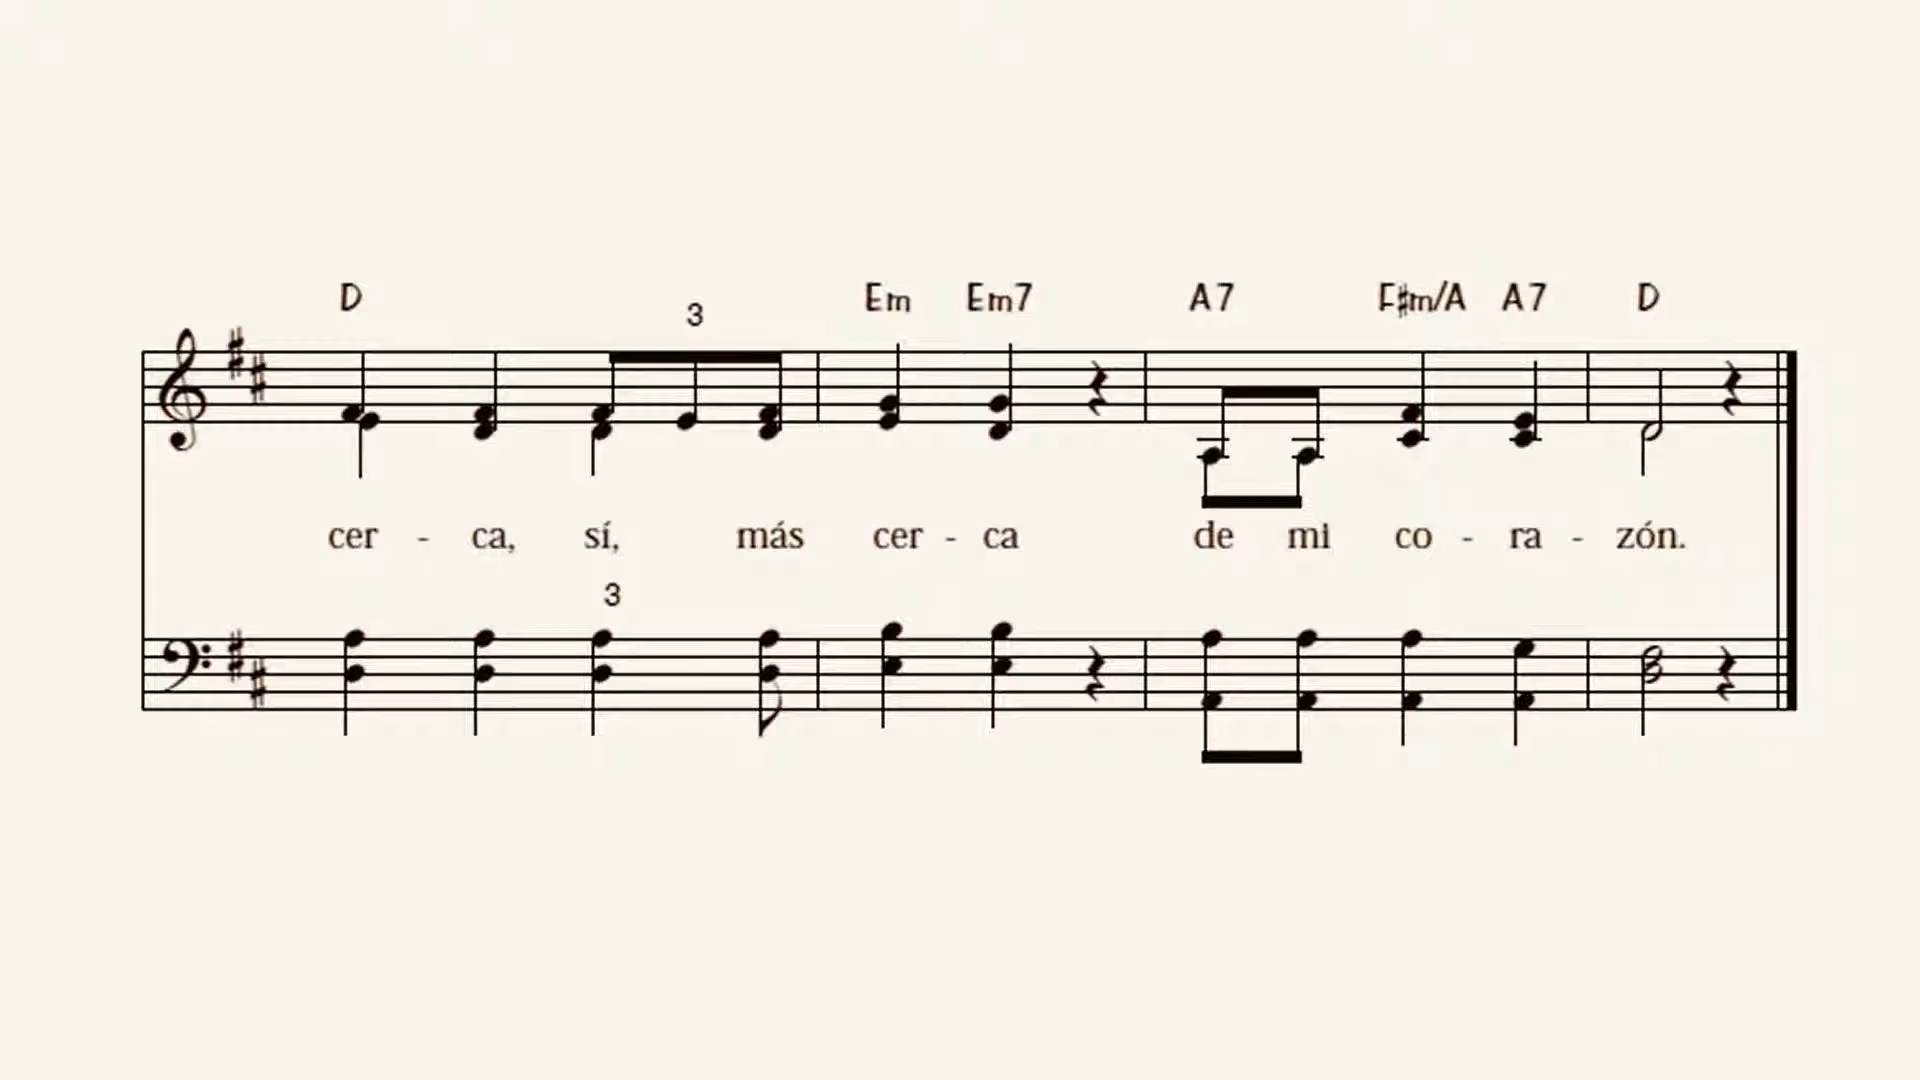 D Em Em7 A7 F#m/A A7 D
3
cer - ca, sí, más cer - ca de mi co - ra - zón.
3